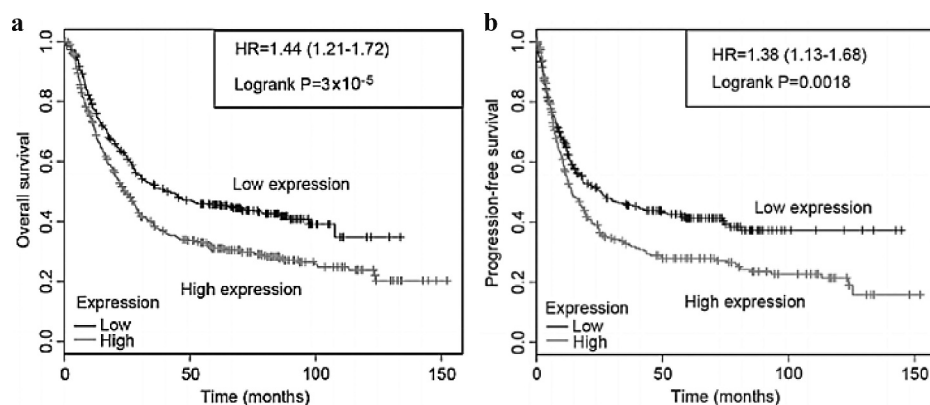 a
HR=1.44 (1.21-1.72)
Logrank P=3x10-5
Overall survival
1.0
0.8
0.6
0.4
0.2
0.0
Low expression
High expression
Expression
Low
High
0 50 100 150
Time (months)
b
HR=1.38 (1.13-1.68)
Logrank P=0.0018
Progression-free survival
1.0
0.8
0.6
0.4
0.2
0.0
Low expression
High expression
Expression
Low
High
0 50 100 150
Time (months)